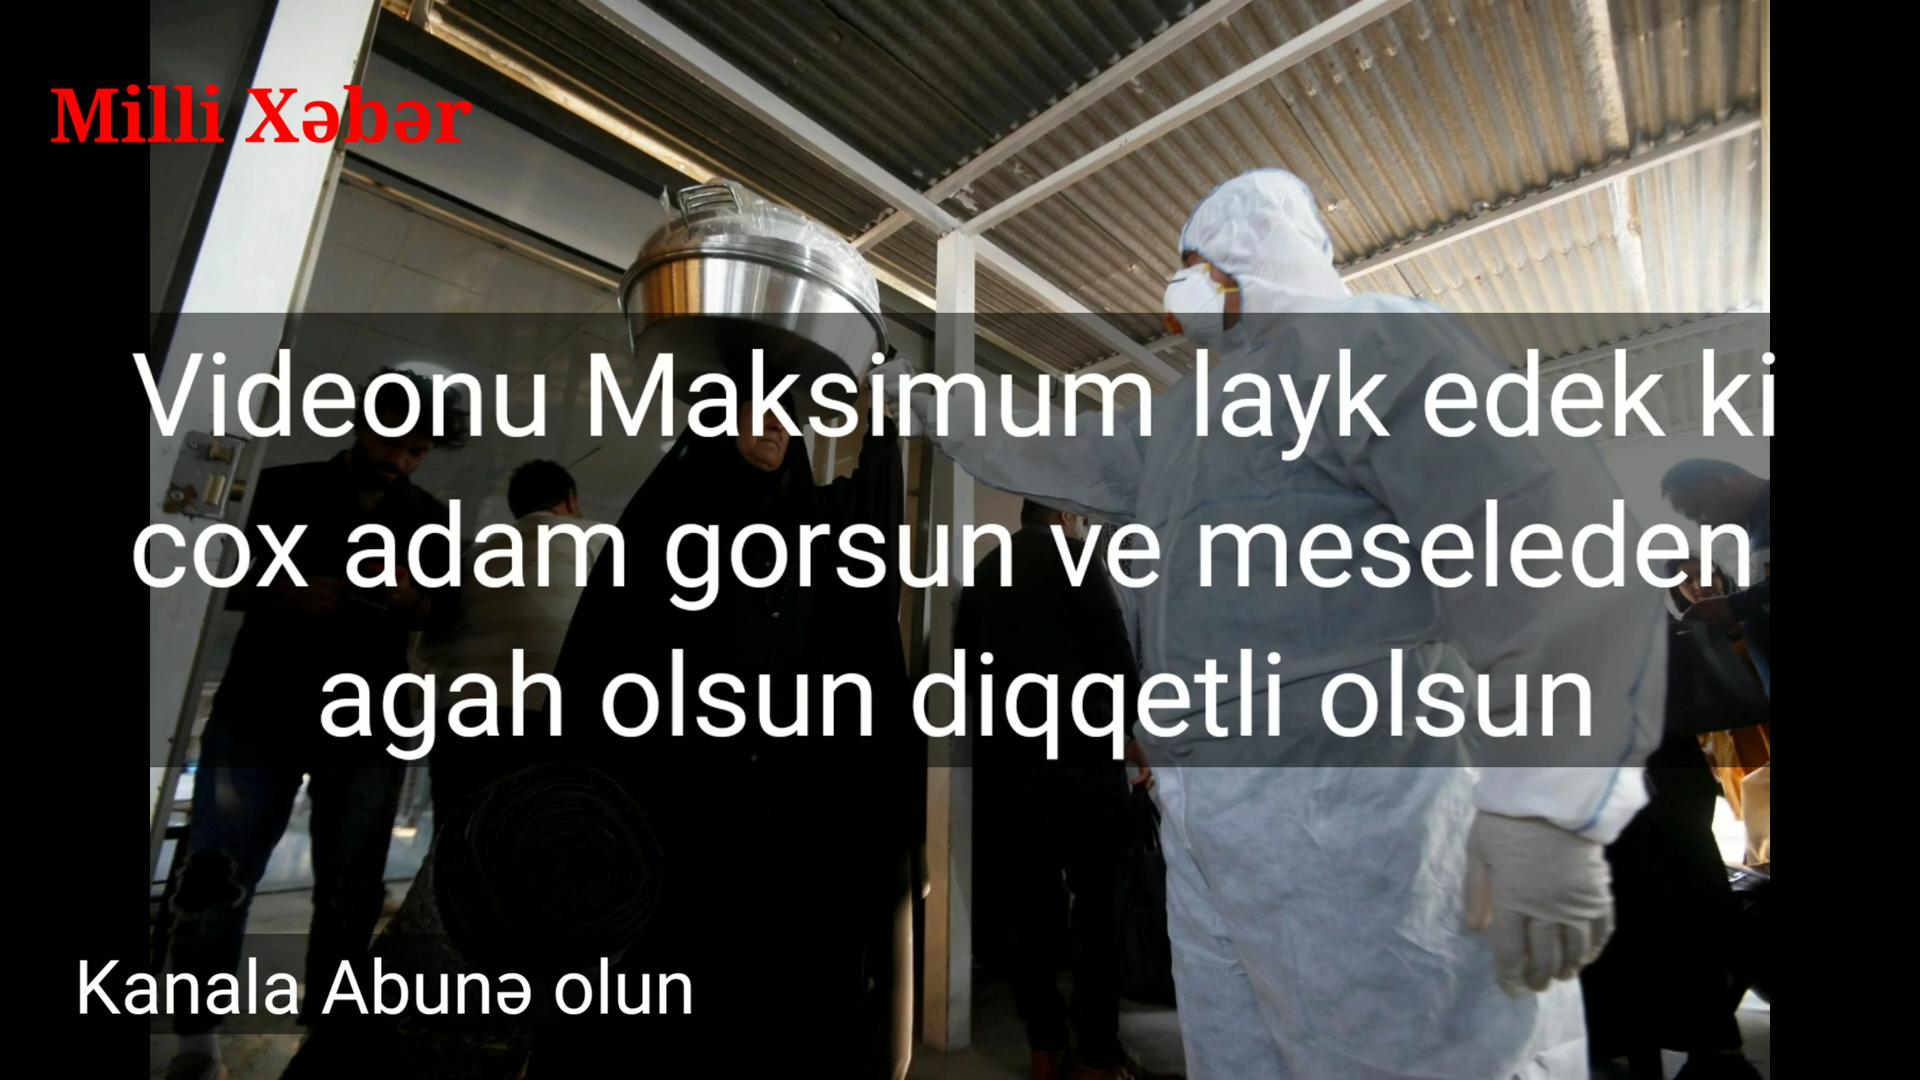 Milli Xəbər
Videonu Maksimum layk edek ki
cox adam gorsun ve meseleden
agah olsun diqqetli olsun
Kanala Abunə olun